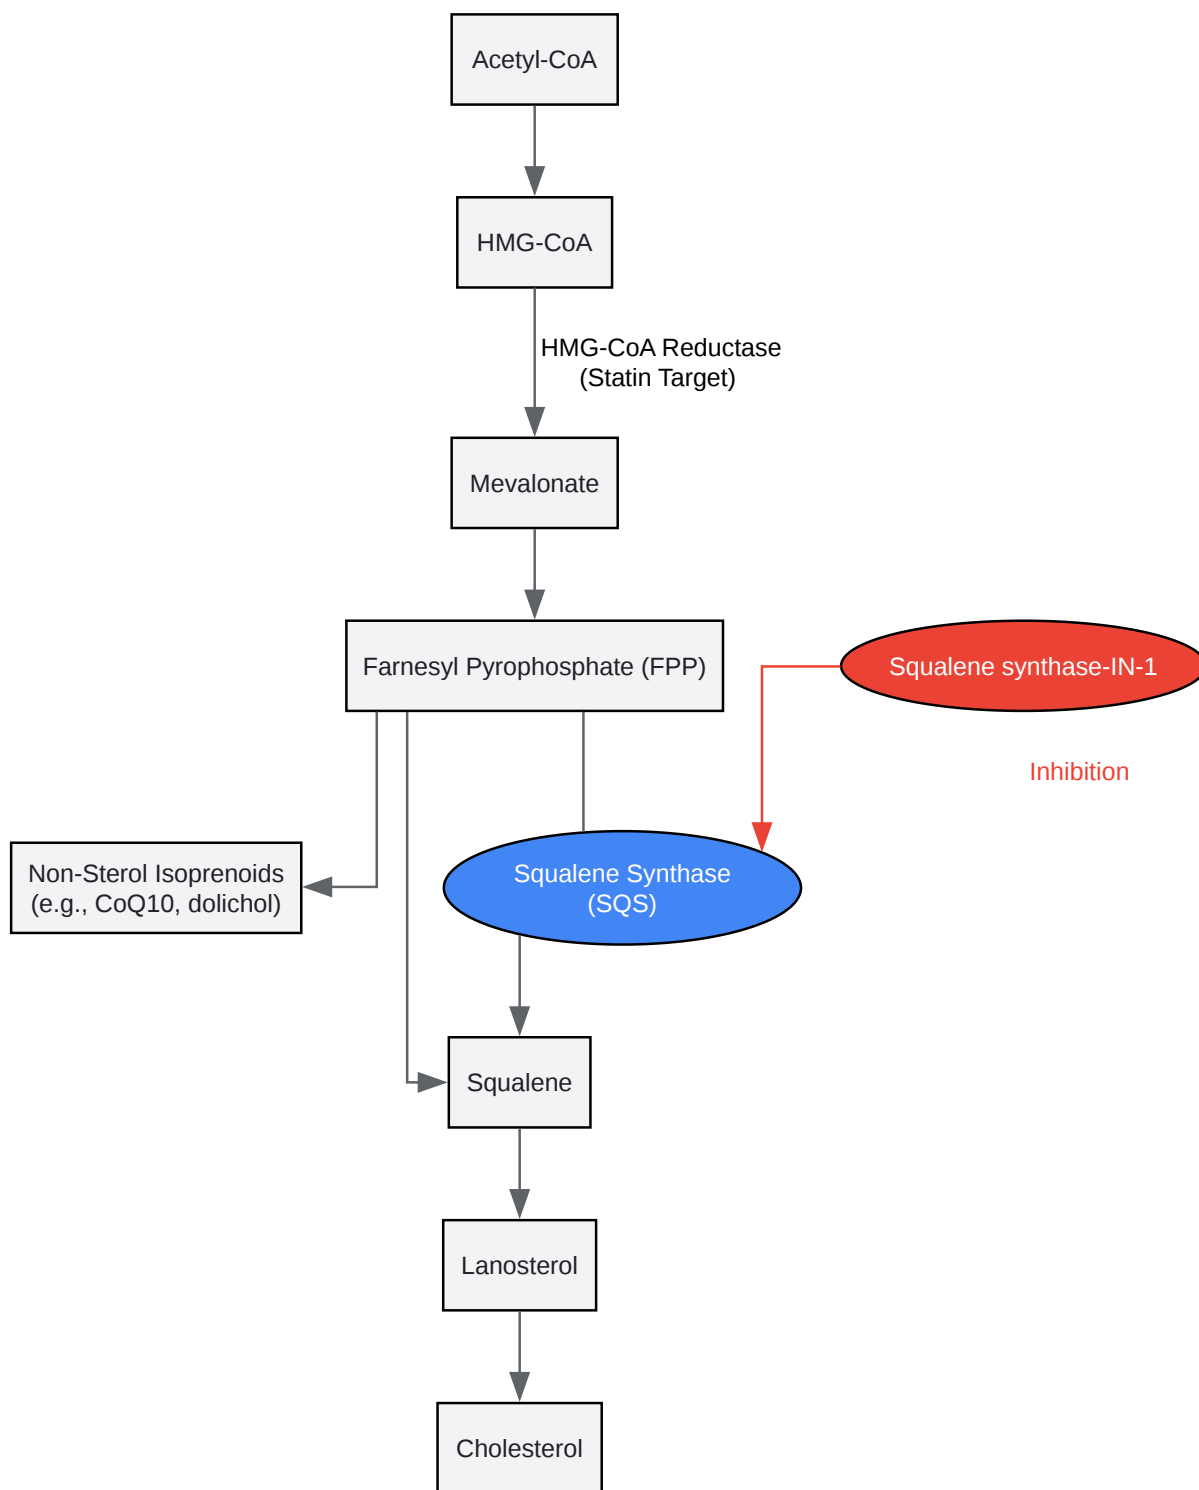 Acetyl-CoA
HMG-CoA
HMG-CoA Reductase
(Statin Target)
Mevalonate
Farnesyl Pyrophosphate (FPP)
Squalene synthase-IN-1
Inhibition
Non-Sterol Isoprenoids
(e.g., CoQ10, dolichol)
Squalene Synthase
(SQS)
Squalene
Lanosterol
Cholesterol